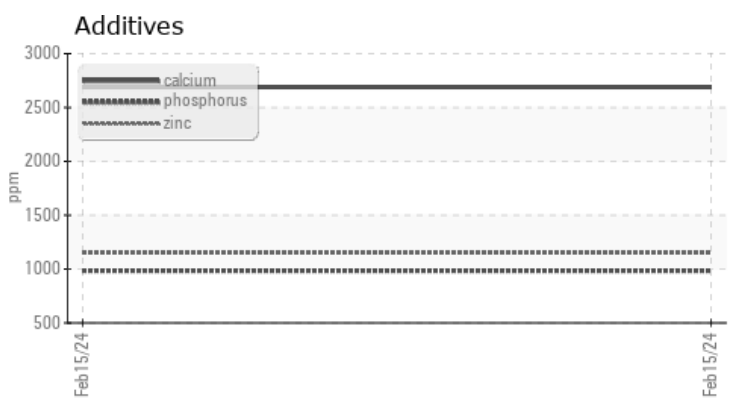 Additives
3000
calcium
phosphorus
2500
zinc
2000
ppm
1500
1000
500
Feb15/24
Feb15/24